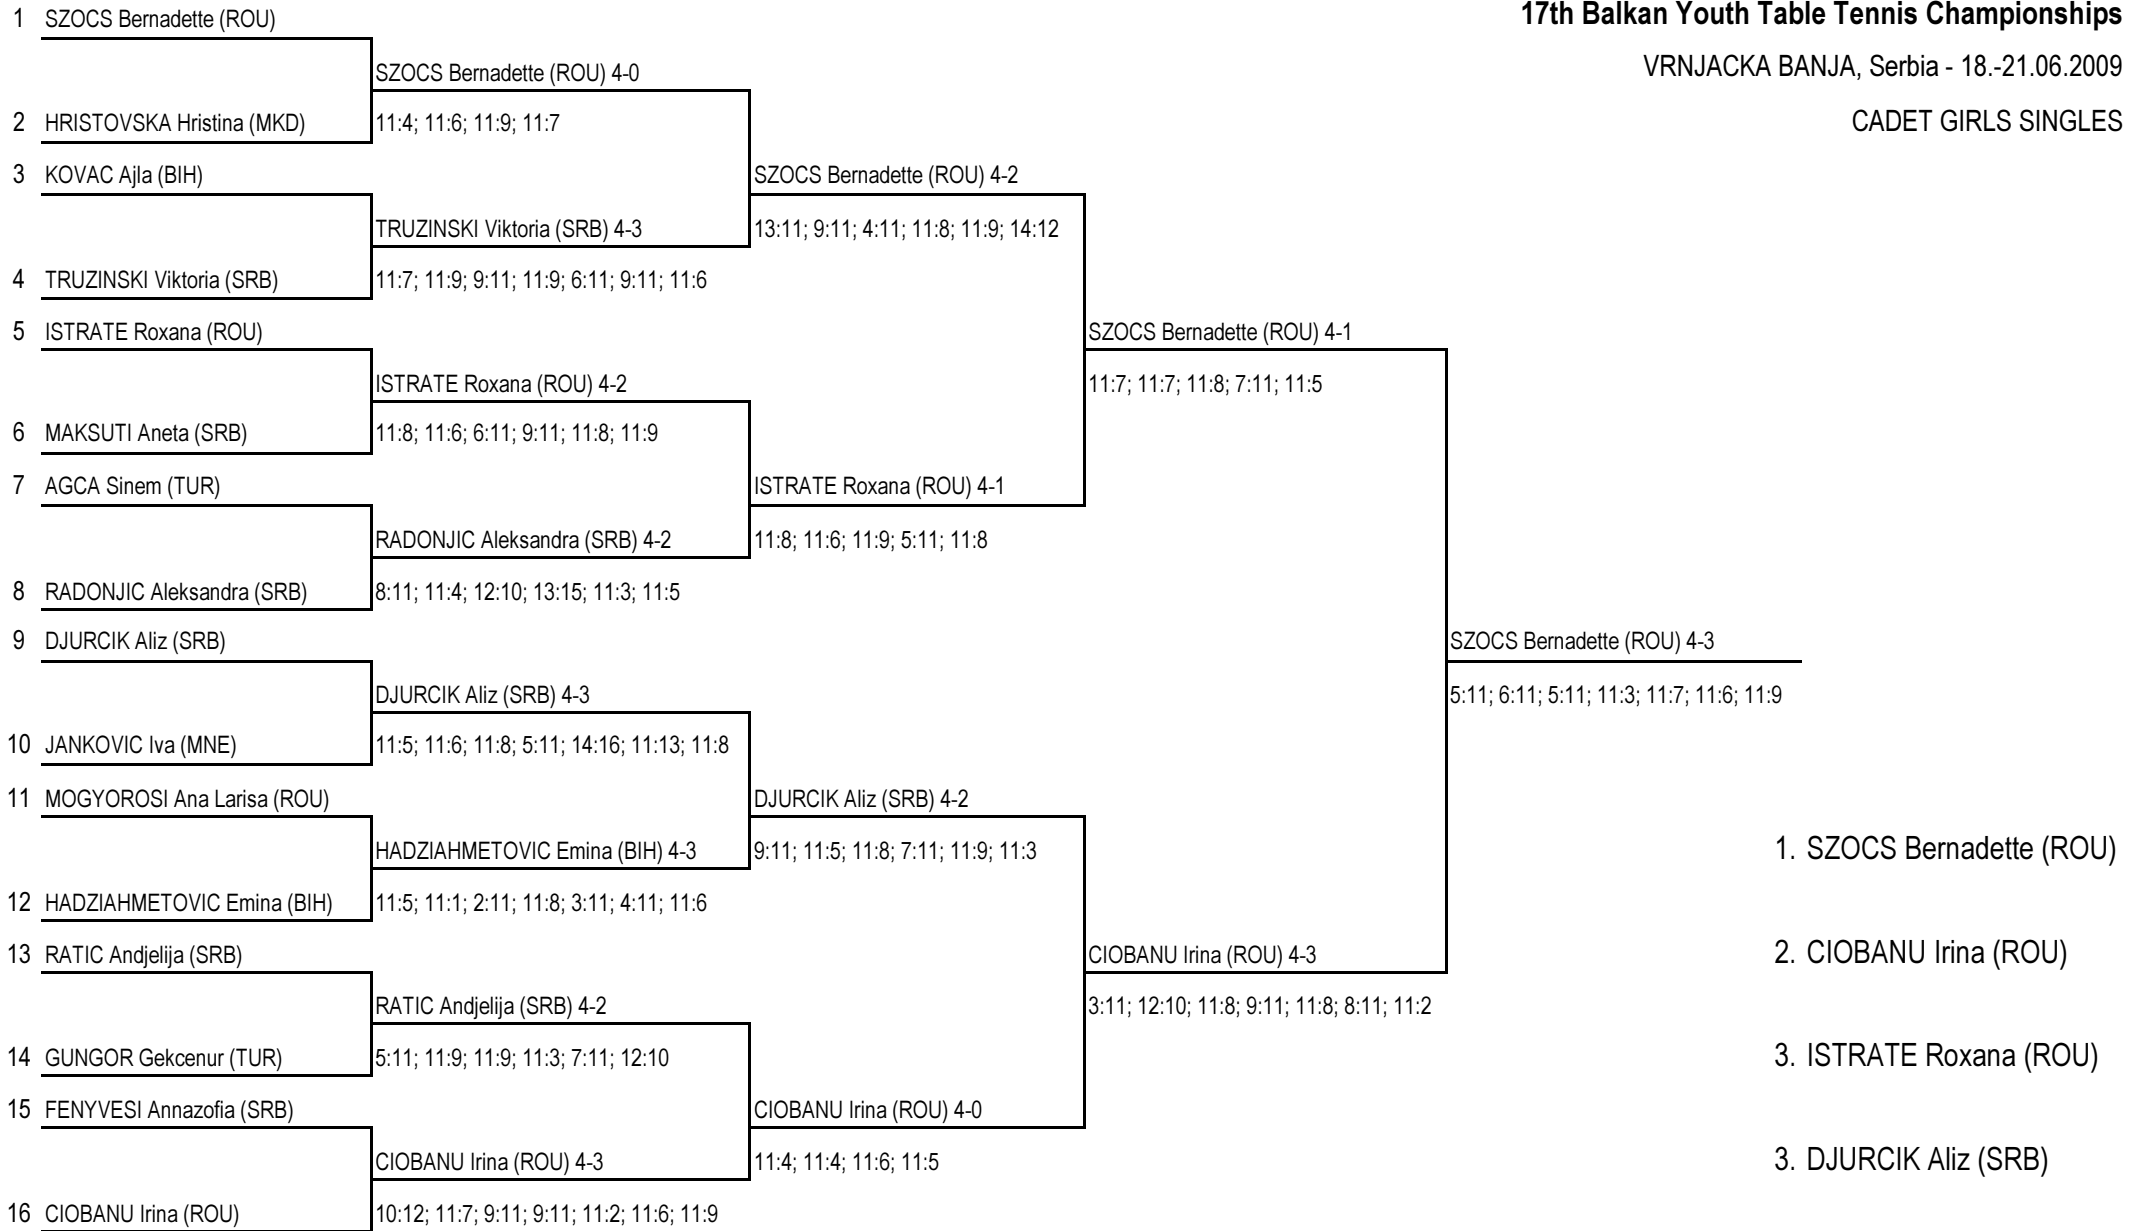 17th Balkan Youth Table Tennis Championships
VRNJACKA BANJA, Serbia - 18.-21.06.2009
CADET GIRLS SINGLES
1 SZOCS Bernadette (ROU)
SZOCS Bernadette (ROU) 4-0
2 HRISTOVSKA Hristina (MKD)
11:4; 11:6; 11:9; 11:7
3 KOVAC Ajla (BIH)
SZOCS Bernadette (ROU) 4-2
TRUZINSKI Viktoria (SRB) 4-3
13:11; 9:11; 4:11; 11:8; 11:9; 14:12
4 TRUZINSKI Viktoria (SRB)
11:7; 11:9; 9:11; 11:9; 6:11; 9:11; 11:6
5 ISTRATE Roxana (ROU)
SZOCS Bernadette (ROU) 4-1
ISTRATE Roxana (ROU) 4-2
11:7; 11:7; 11:8; 7:11; 11:5
6 MAKSUTI Aneta (SRB)
11:8; 11:6; 6:11; 9:11; 11:8; 11:9
7 AGCA Sinem (TUR)
ISTRATE Roxana (ROU) 4-1
RADONJIC Aleksandra (SRB) 4-2
11:8; 11:6; 11:9; 5:11; 11:8
8 RADONJIC Aleksandra (SRB)
8:11; 11:4; 12:10; 13:15; 11:3; 11:5
9 DJURCIK Aliz (SRB)
SZOCS Bernadette (ROU) 4-3
DJURCIK Aliz (SRB) 4-3
5:11; 6:11; 5:11; 11:3; 11:7; 11:6; 11:9
10 JANKOVIC Iva (MNE)
11:5; 11:6; 11:8; 5:11; 14:16; 11:13; 11:8
11 MOGYOROSI Ana Larisa (ROU)
DJURCIK Aliz (SRB) 4-2
HADZIAHMETOVIC Emina (BIH) 4-3
9:11; 11:5; 11:8; 7:11; 11:9; 11:3
12 HADZIAHMETOVIC Emina (BIH)
11:5; 11:1; 2:11; 11:8; 3:11; 4:11; 11:6
13 RATIC Andjelija (SRB)
CIOBANU Irina (ROU) 4-3
RATIC Andjelija (SRB) 4-2
3:11; 12:10; 11:8; 9:11; 11:8; 8:11; 11:2
14 GUNGOR Gekcenur (TUR)
5:11; 11:9; 11:9; 11:3; 7:11; 12:10
15 FENYVESI Annazofia (SRB)
CIOBANU Irina (ROU) 4-0
CIOBANU Irina (ROU) 4-3
11:4; 11:4; 11:6; 11:5
16 CIOBANU Irina (ROU)
10:12; 11:7; 9:11; 9:11; 11:2; 11:6; 11:9
1. SZOCS Bernadette (ROU)
2. CIOBANU Irina (ROU)
3. ISTRATE Roxana (ROU)
3. DJURCIK Aliz (SRB)